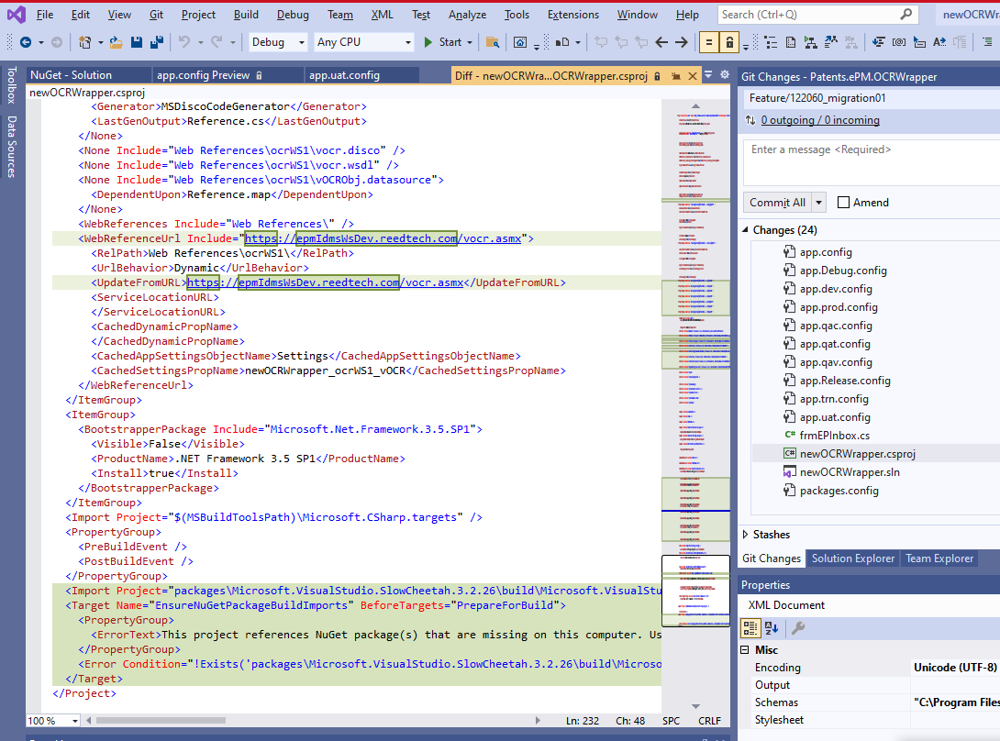 File Edit View Git Project Build Debug Team XML Test Analyze Tools Extensions Window Help Search (Ctrl+Q) newOCRWr
Debug Any CPU Start
Toolbox
Data Sources
NuGet - Solution app.config Preview app.uat.config Diff - newOCRWra...OCRWrapper.csproj
newOCRWrapper.csproj
<Generator>MSDiscoCodeGenerator</Generator>
<LastGenOutput>Reference.cs</LastGenOutput>
</None>
<None Include="Web References\ocrWS1\vocr.disco" />
<None Include="Web References\ocrWS1\vocr.wsdl" />
<None Include="Web References\ocrWS1\vOCRObj.datasource">
<DependentUpon>Reference.map</DependentUpon>
</None>
<WebReferences Include="Web References\" />
<WebReferenceUrl Include="https://epmIdmsWsDev.reedtech.com/vocr.asmx">
<RelPath>Web References\ocrWS1\</RelPath>
<UrlBehavior>Dynamic</UrlBehavior>
<UpdateFromURL>https://epmIdmsWsDev.reedtech.com/vocr.asmx</UpdateFromURL>
<ServiceLocationURL>
</ServiceLocationURL>
<CachedDynamicPropName>
</CachedDynamicPropName>
<CachedAppSettingsObjectName>Settings</CachedAppSettingsObjectName>
<CachedSettingsPropName>newOCRWrapper_ocrWS1_vOCR</CachedSettingsPropName>
</WebReferenceUrl>
</ItemGroup>
<ItemGroup>
<BootstrapperPackage Include="Microsoft.Net.Framework.3.5.SP1">
<Visible>False</Visible>
<ProductName>.NET Framework 3.5 SP1</ProductName>
<Install>true</Install>
</BootstrapperPackage>
</ItemGroup>
<Import Project="$(MSBuildToolsPath)\Microsoft.CSharp.targets" />
<PropertyGroup>
<PreBuildEvent />
<PostBuildEvent />
</PropertyGroup>
<Import Project="packages\Microsoft.VisualStudio.SlowCheetah.3.2.26\build\Microsoft.VisualStu
<Target Name="EnsureNuGetPackageBuildImports" BeforeTargets="PrepareForBuild">
<PropertyGroup>
<ErrorText>This project references NuGet package(s) that are missing on this computer. Us
</PropertyGroup>
<Error Condition="!Exists('packages\Microsoft.VisualStudio.SlowCheetah.3.2.26\build\Microso
</Target>
</Project>
100 % Ln: 232 Ch: 48 SPC CRLF
Git Changes - Patents.ePM.OCRWrapper
Feature/122060_migration01
0 outgoing / 0 incoming
Enter a message <Required>
Commit All Amend
Changes (24)
app.config
app.Debug.config
app.dev.config
app.prod.config
app.qac.config
app.qat.config
app.qav.config
app.Release.config
app.trn.config
app.uat.config
C# frmEPInbox.cs
C# newOCRWrapper.csproj
newOCRWrapper.sln
packages.config
Stashes
Git Changes Solution Explorer Team Explorer
Properties
XML Document
Misc
Encoding Unicode (UTF-8)
Output
Schemas "C:\Program Files
Stylesheet